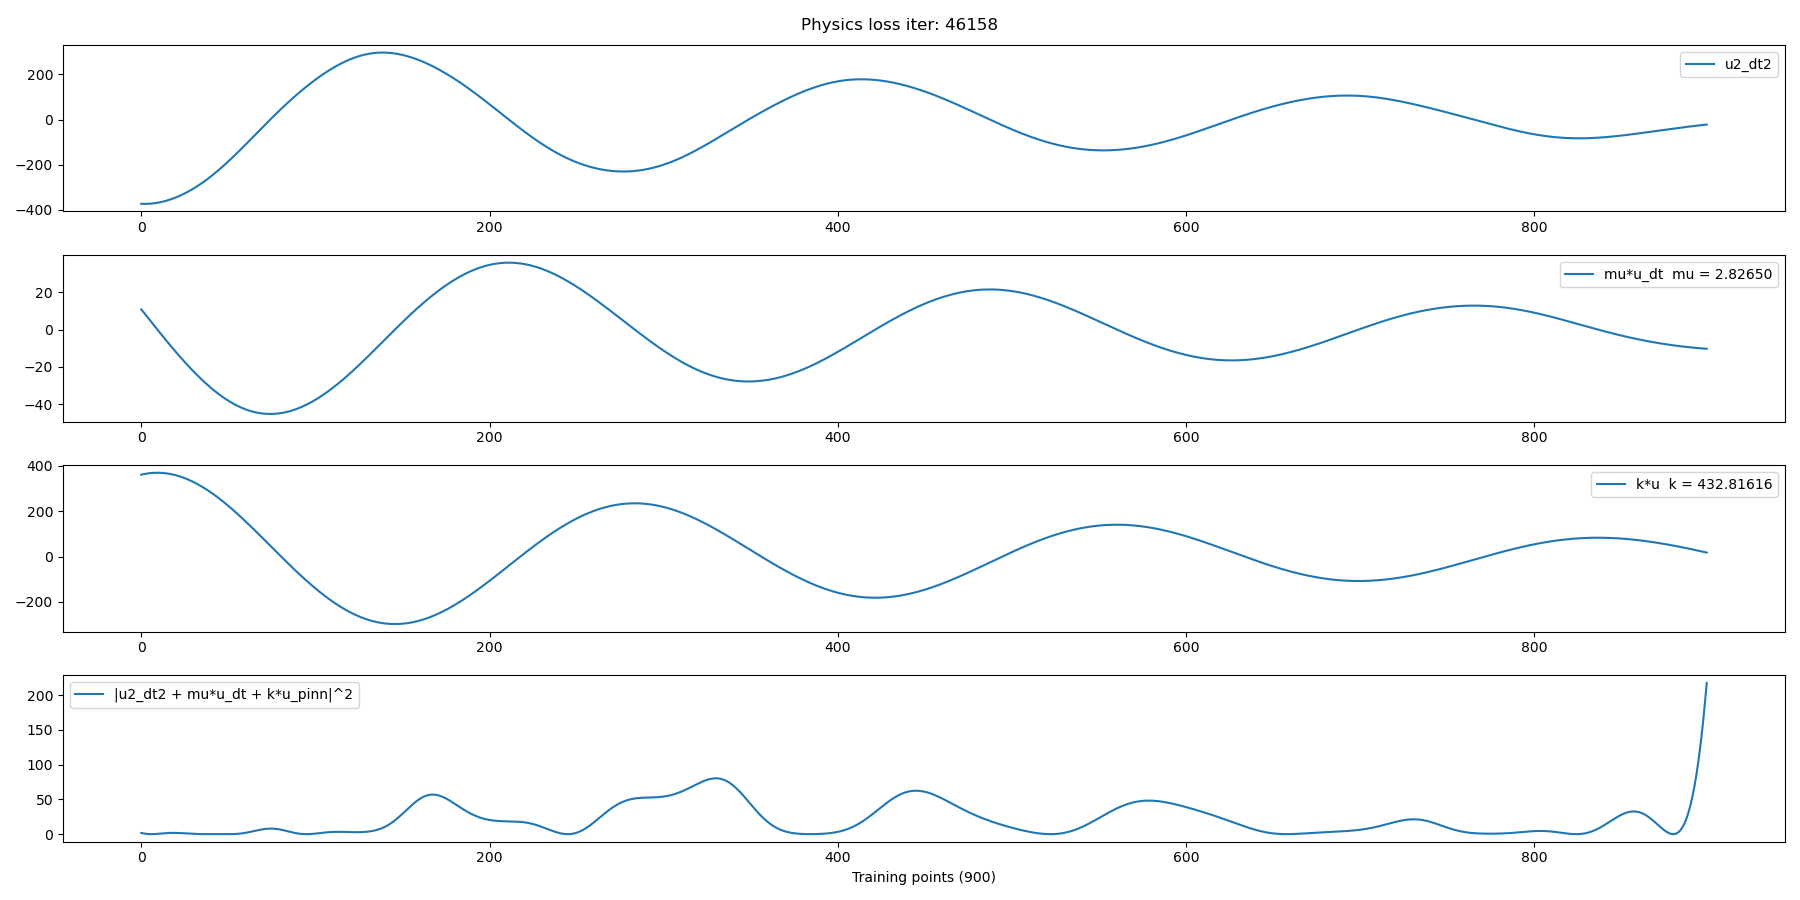 Physics loss iter: 46158
200
0
−200
−400
u2_dt2
0 200 400 600 800
20
0
−20
−40
mu*u_dt  mu = 2.82650
0 200 400 600 800
400
200
0
−200
k*u  k = 432.81616
0 200 400 600 800
200
150
100
50
0
|u2_dt2 + mu*u_dt + k*u_pinn|^2
0 200 400 600 800
Training points (900)